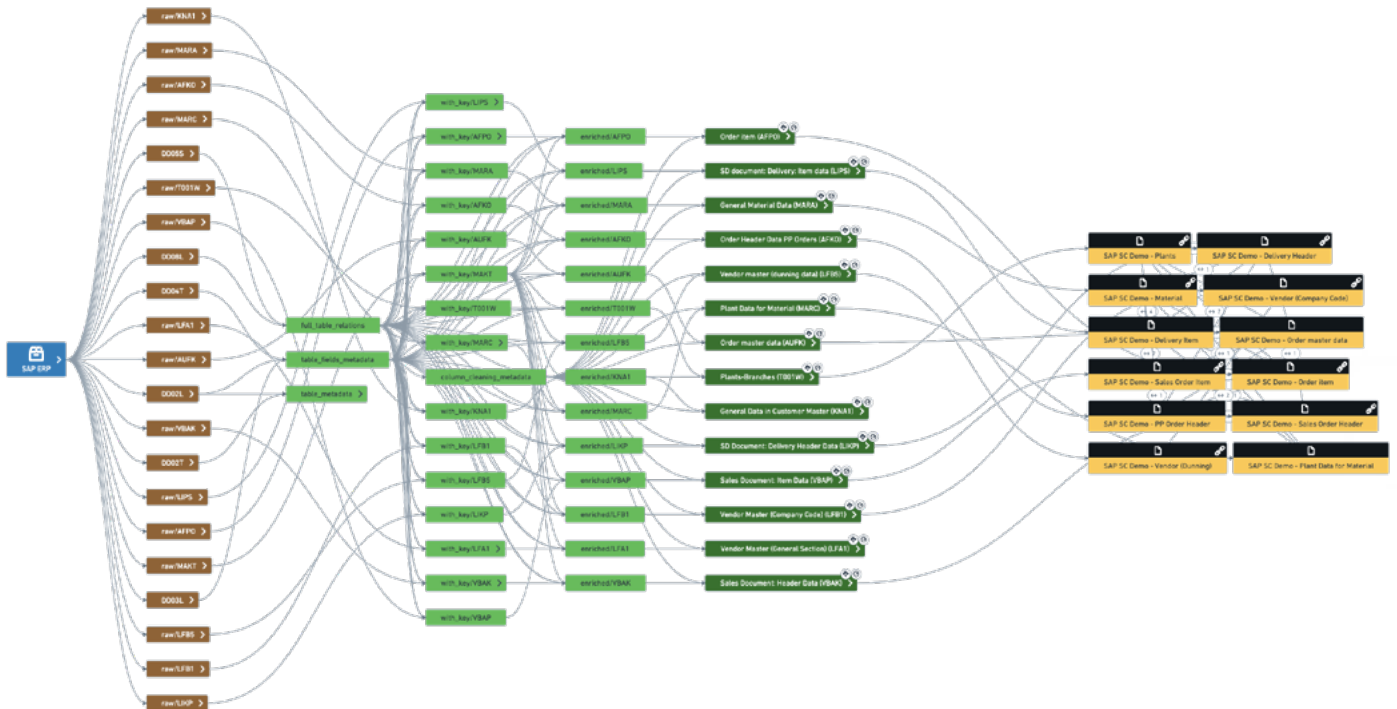 SAP ERP
raw/KNA1
raw/MARA
raw/AFKO
raw/MARC
DD05S
raw/T001W
raw/VBAP
DD08L
DD04T
raw/LFA1
raw/AUFK
DD02L
raw/VBAK
DD02T
raw/LIPS
raw/AFPO
raw/MAKT
DD03L
raw/LFB5
raw/LFB1
raw/LIKP
full_table_relations
table_fields_metadata
table_metadata
with_key/LIPS
with_key/AFPO
with_key/MARA
with_key/AFKO
with_key/AUFK
with_key/MAKT
with_key/T001W
with_key/MARC
column_cleaning_metadata
with_key/KNA1
with_key/LFB1
with_key/LFB5
with_key/LIKP
with_key/LFA1
with_key/VBAK
with_key/VBAP
enriched/AFPO
enriched/LIPS
enriched/MARA
enriched/AFKO
enriched/AUFK
enriched/T001W
enriched/LFB5
enriched/KNA1
enriched/MARC
enriched/LIKP
enriched/VBAP
enriched/LFB1
enriched/LFA1
enriched/VBAK
Order item (AFPO)
SD document: Delivery: Item data (LIPS)
General Material Data (MARA)
Order Header Data PP Orders (AFKO)
Vendor master (dunning data) (LFB5)
Plant Data for Material (MARC)
Order master data (AUFK)
Plants-Branches (T001W)
General Data in Customer Master (KNA1)
SD Document: Delivery Header Data (LIKP)
Sales Document: Item Data (VBAP)
Vendor Master (Company Code) (LFB1)
Vendor Master (General Section) (LFA1)
Sales Document: Header Data (VBAK)
SAP SC Demo - Plants
SAP SC Demo - Delivery Header
SAP SC Demo - Material
SAP SC Demo - Vendor (Company Code)
SAP SC Demo - Delivery Item
SAP SC Demo - Order master data
SAP SC Demo - Sales Order Item
SAP SC Demo - Order item
SAP SC Demo - PP Order Header
SAP SC Demo - Sales Order Header
SAP SC Demo - Vendor (Dunning)
SAP SC Demo - Plant Data for Material